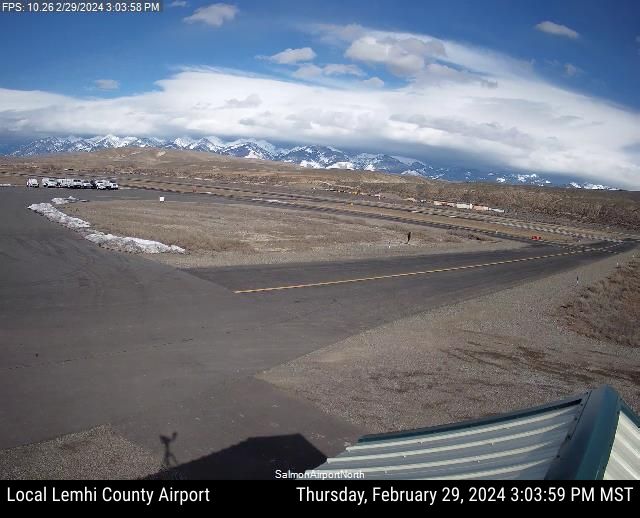 FPS: 10.26 2/29/2024 3:03:58 PM
SalmonAirportNorth
Local Lemhi County Airport Thursday, February 29, 2024 3:03:59 PM MST